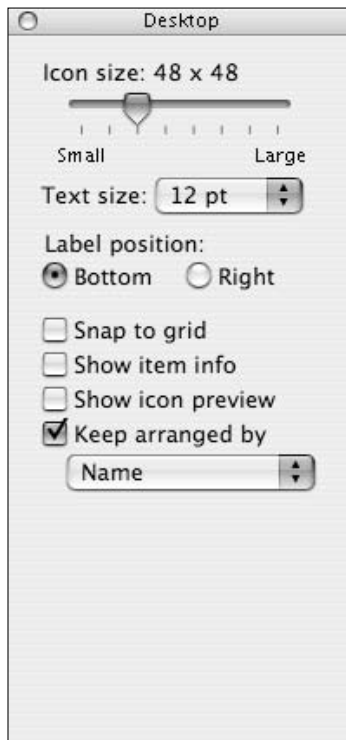 Desktop
Icon size: 48 x 48
Small Large
Text size: 12 pt
Label position:
Bottom Right
Snap to grid
Show item info
Show icon preview
Keep arranged by
Name